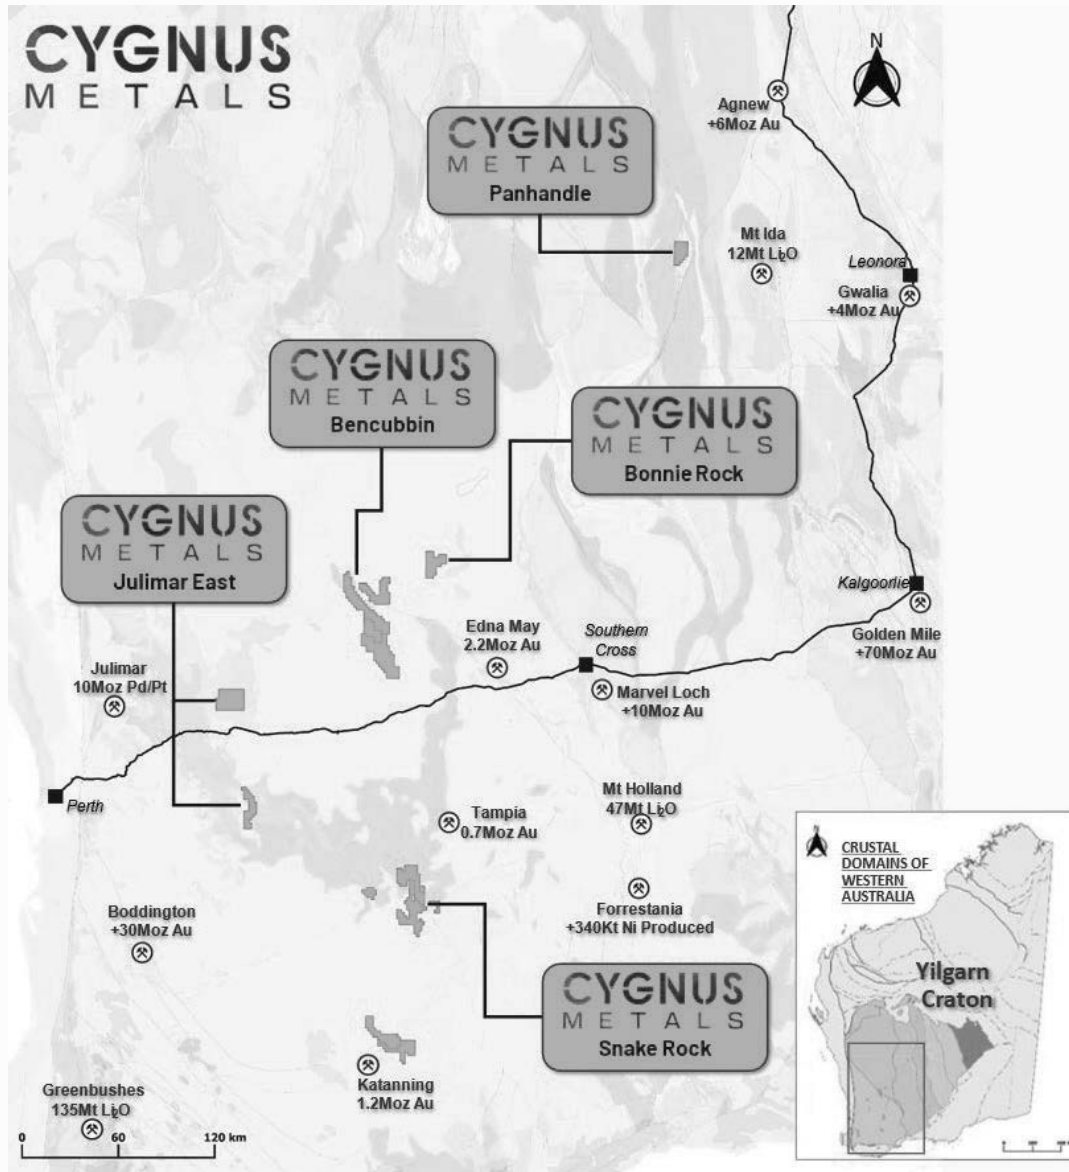 CYGNUS
METALS
N
Agnew
+6Moz Au
CYGNUS
METALS
Panhandle
Mt Ida
12Mt Li₂O
Leonora
Gwalia
+4Moz Au
CYGNUS
METALS
Bencubbin
CYGNUS
METALS
Bonnie Rock
CYGNUS
METALS
Julimar East
Kalgoorlie
Golden Mile
+70Moz Au
Edna May
2.2Moz Au
Southern
Cross
Julimar
10Moz Pd/Pt
Marvel Loch
+10Moz Au
Perth
Tampia
0.7Moz Au
Mt Holland
47Mt Li₂O
Forrestania
+340Kt Ni Produced
Boddington
+30Moz Au
CYGNUS
METALS
Snake Rock
Katanning
1.2Moz Au
Greenbushes
135Mt Li₂O
0 60 120 km
CRUSTAL
DOMAINS OF
WESTERN
AUSTRALIA
Yilgarn
Craton